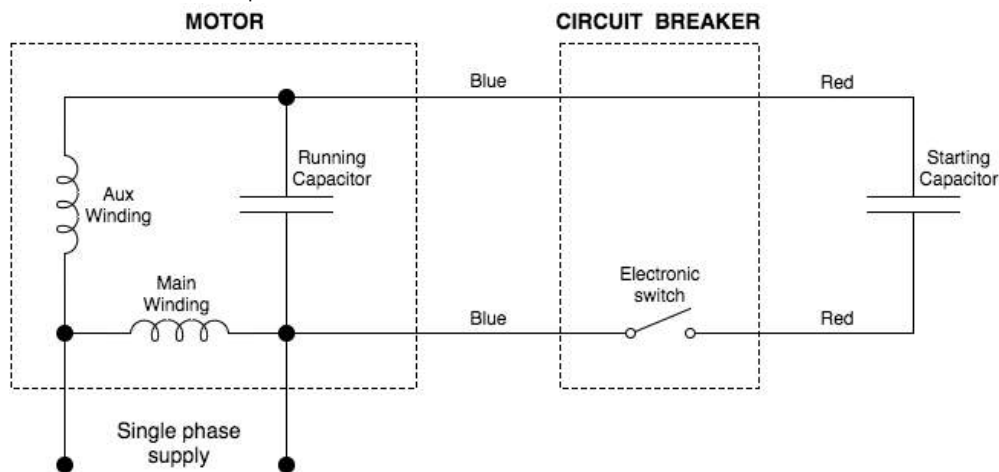 MOTOR
CIRCUIT BREAKER
Blue
Red
Running
Capacitor
Starting
Capacitor
Aux
Winding
Main
Winding
Electronic
switch
Blue
Red
Single phase
supply